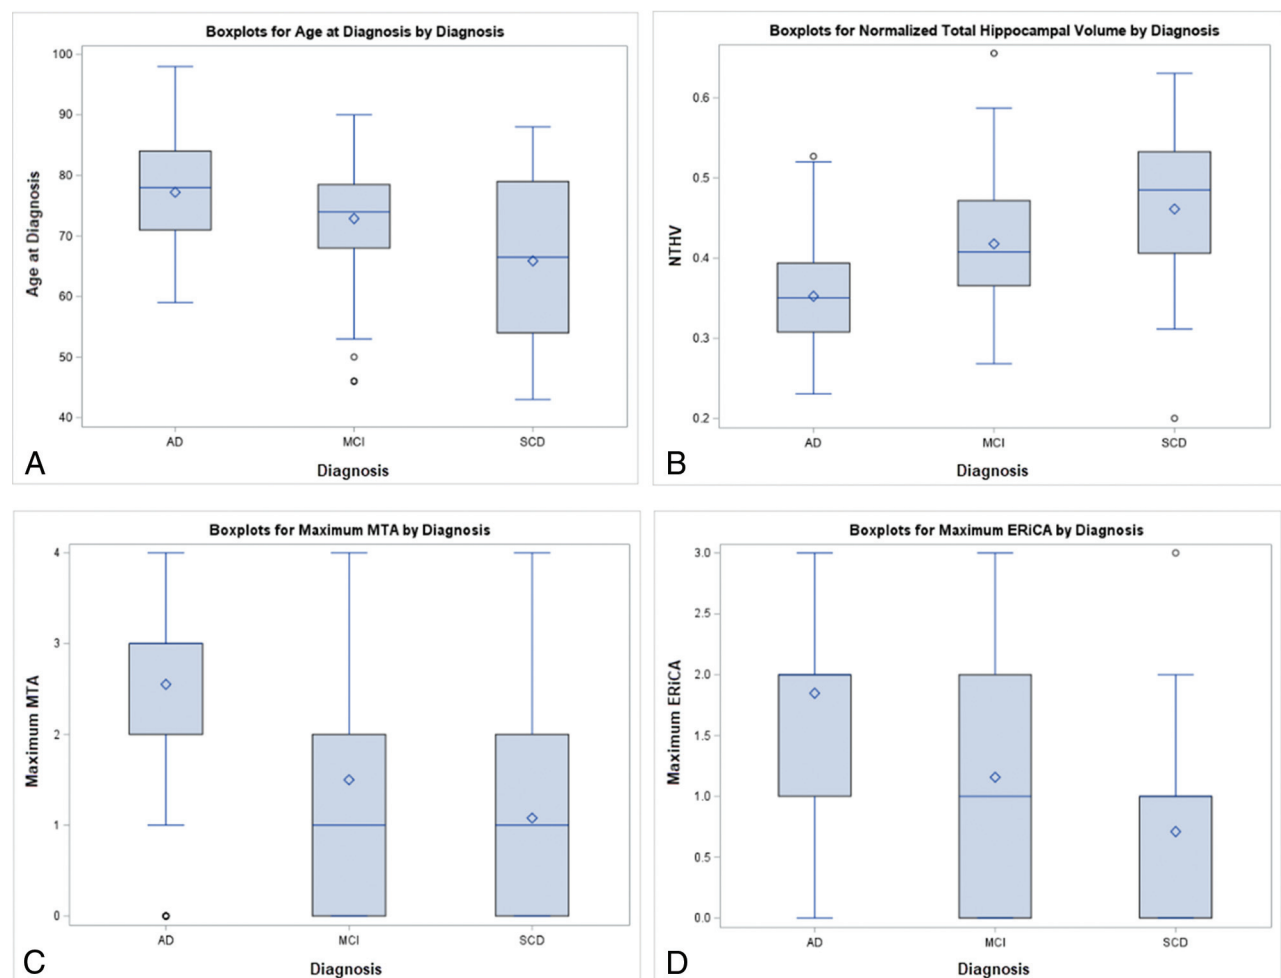 Boxplots for Age at Diagnosis by Diagnosis
100
90
80
70
60
50
40
Age at Diagnosis
AD MCI SCD
Diagnosis
A
Boxplots for Normalized Total Hippocampal Volume by Diagnosis
0.6
0.5
0.4
0.3
0.2
NTHV
AD MCI SCD
Diagnosis
B
Boxplots for Maximum MTA by Diagnosis
4
3
2
1
0
Maximum MTA
AD MCI SCD
Diagnosis
C
Boxplots for Maximum ERiCA by Diagnosis
3.0
2.5
2.0
1.5
1.0
0.5
0.0
Maximum ERiCA
AD MCI SCD
Diagnosis
D